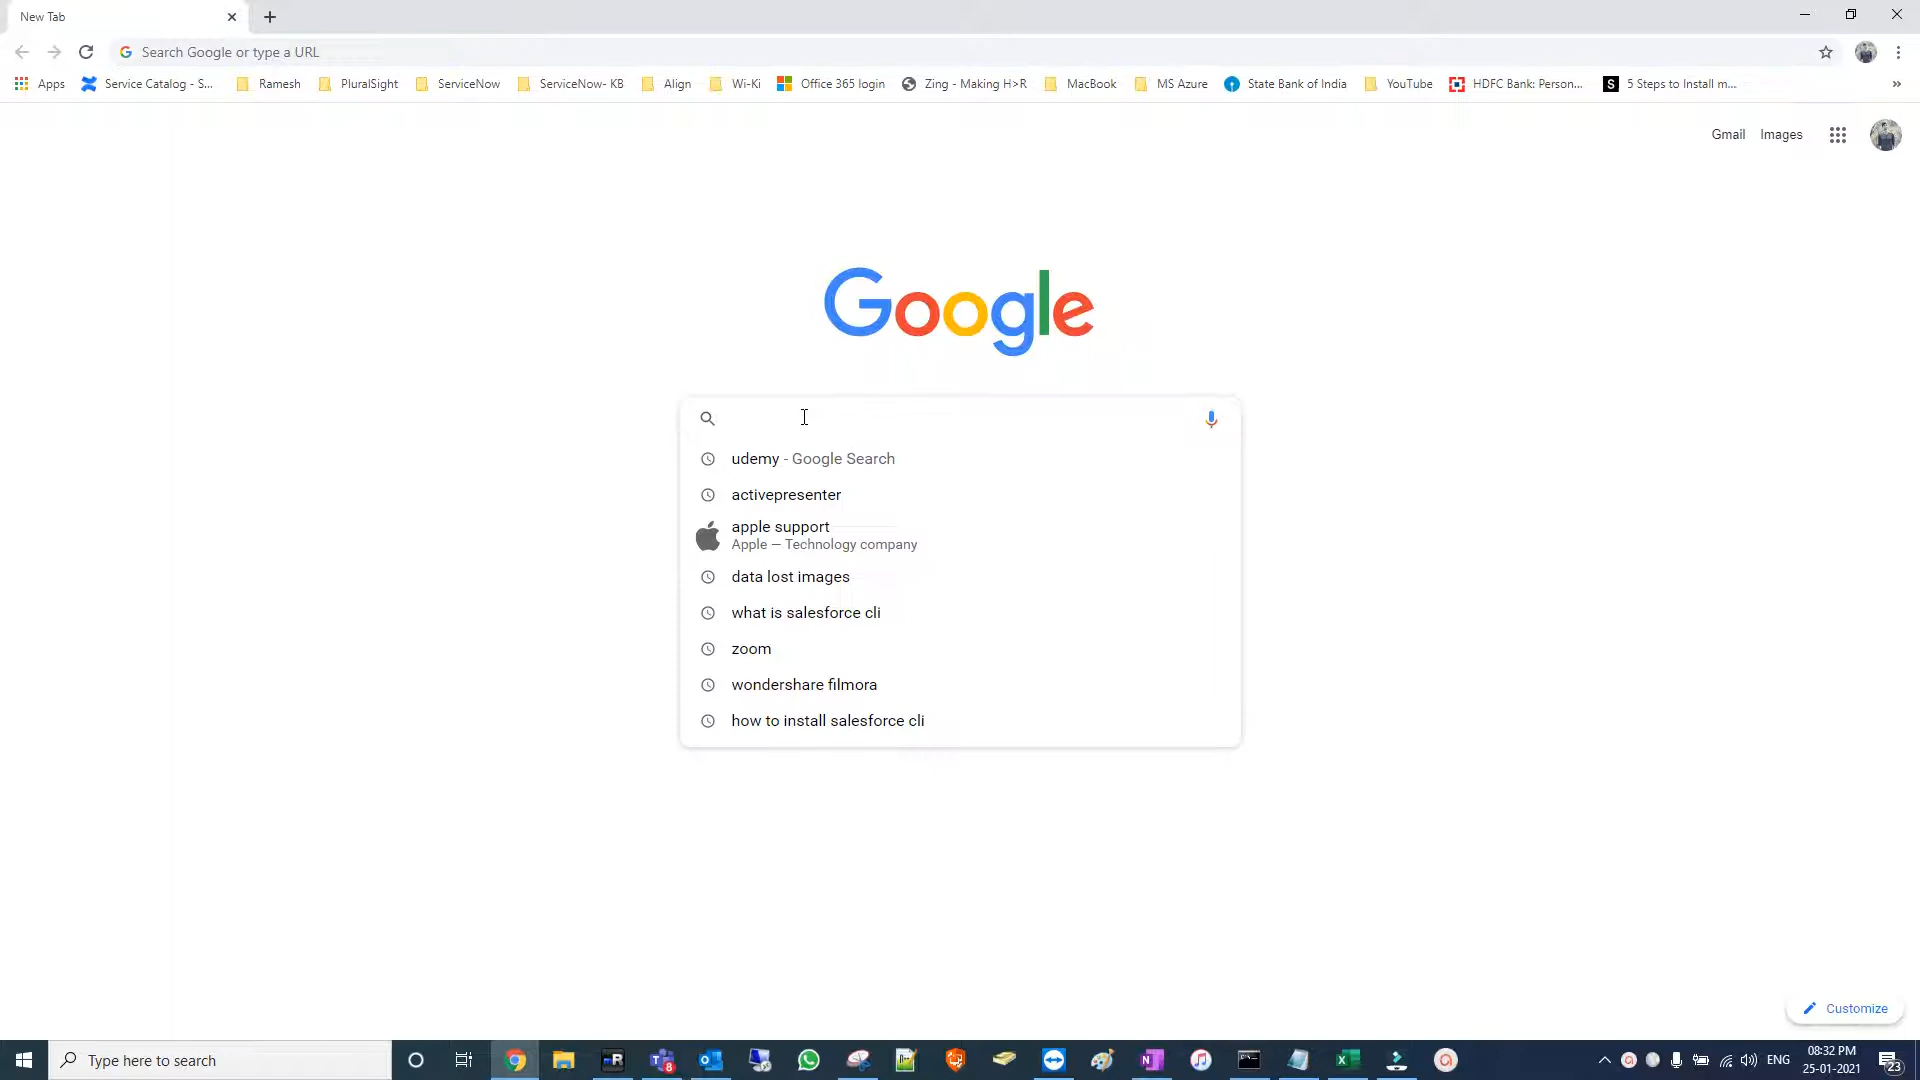 New Tab
Search Google or type a URL
Apps Service Catalog - S... Ramesh PluralSight ServiceNow ServiceNow- KB Align Wi-Ki Office 365 login Zing - Making H>R MacBook MS Azure State Bank of India YouTube HDFC Bank: Person... S 5 Steps to Install m... »
Gmail Images
Google
udemy - Google Search
activepresenter
apple support
Apple — Technology company
data lost images
what is salesforce cli
zoom
wondershare filmora
how to install salesforce cli
Customize
Type here to search
ENG
08:32 PM
25-01-2021
23